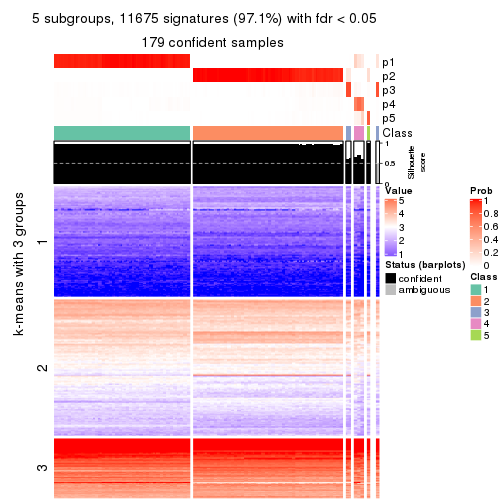 5 subgroups, 11675 signatures (97.1%) with fdr < 0.05
179 confident samples
p1
p2
p3
p4
p5
Class
1
0.5
0
Silhouette
score
k-means with 3 groups
1
2
3
Value
5
4
3
2
1
Status (barplots)
confident
ambiguous
Prob
1
0.8
0.6
0.4
0.2
0
Class
1
2
3
4
5